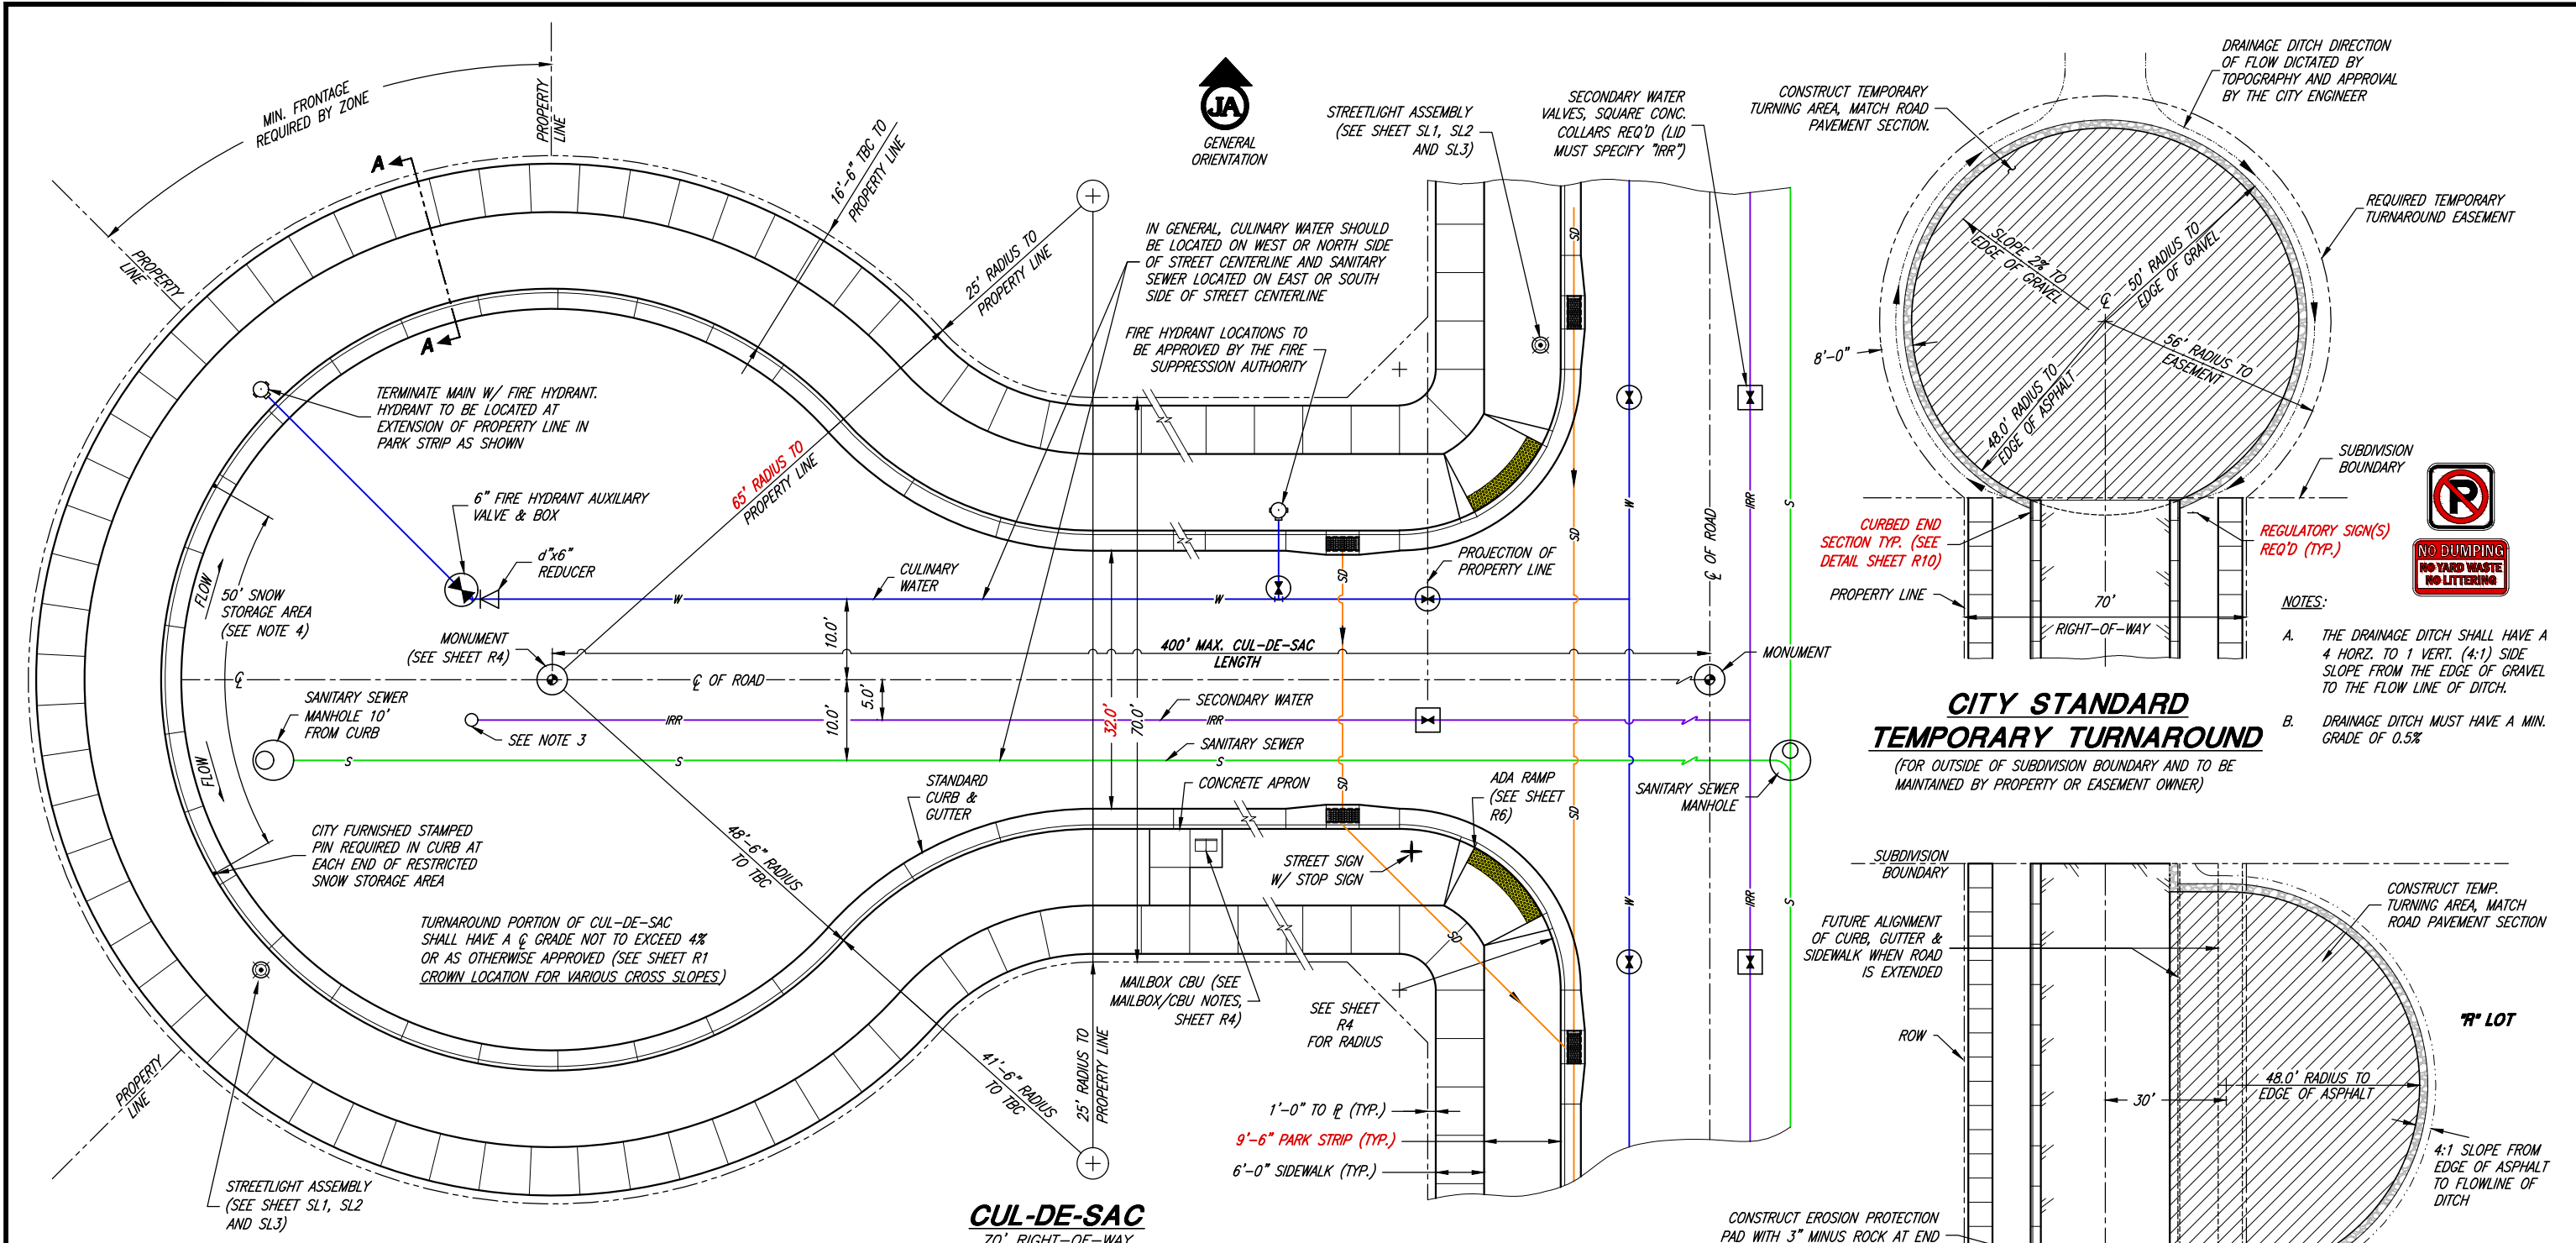 MIN. FRONTAGE
REQUIRED BY ZONE
PROPERTY
LINE
A
A
16'-6" TBC TO
PROPERTY LINE
PROPERTY
LINE
25' RADIUS TO
PROPERTY LINE
JA
GENERAL
ORIENTATION
STREETLIGHT ASSEMBLY
(SEE SHEET SL1, SL2
AND SL3)
SECONDARY WATER
VALVES, SQUARE CONC.
COLLARS REQ'D (LID
MUST SPECIFY "IRR")
IN GENERAL, CULINARY WATER SHOULD
BE LOCATED ON WEST OR NORTH SIDE
OF STREET CENTERLINE AND SANITARY
SEWER LOCATED ON EAST OR SOUTH
SIDE OF STREET CENTERLINE
FIRE HYDRANT LOCATIONS TO
BE APPROVED BY THE FIRE
SUPPRESSION AUTHORITY
TERMINATE MAIN W/ FIRE HYDRANT.
HYDRANT TO BE LOCATED AT
EXTENSION OF PROPERTY LINE IN
PARK STRIP AS SHOWN
65' RADIUS TO
PROPERTY LINE
6" FIRE HYDRANT AUXILIARY
VALVE & BOX
d"x6"
REDUCER
CULINARY
WATER
PROJECTION OF
PROPERTY LINE
℄ OF ROAD
SD
SD
W
IRR
S
FLOW
50' SNOW
STORAGE AREA
(SEE NOTE 4)
W
W
SD
MONUMENT
(SEE SHEET R4)
10.0'
400' MAX. CUL-DE-SAC
LENGTH
MONUMENT
℄
℄ OF ROAD
SANITARY SEWER
MANHOLE 10'
FROM CURB
10.0'
5.0'
32.0'
70.0'
SECONDARY WATER
IRR
IRR
SEE NOTE 3
SANITARY SEWER
S
S
S
FLOW
STANDARD
CURB &
GUTTER
CONCRETE APRON
SD
ADA RAMP
(SEE SHEET
R6)
SANITARY SEWER
MANHOLE
SD
CITY FURNISHED STAMPED
PIN REQUIRED IN CURB AT
EACH END OF RESTRICTED
SNOW STORAGE AREA
48'-6" RADIUS
TO TBC
STREET SIGN
W/ STOP SIGN
W
IRR
S
SD
TURNAROUND PORTION OF CUL-DE-SAC
SHALL HAVE A ℄ GRADE NOT TO EXCEED 4%
OR AS OTHERWISE APPROVED (SEE SHEET R1
CROWN LOCATION FOR VARIOUS CROSS SLOPES)
MAILBOX CBU (SEE
MAILBOX/CBU NOTES,
SHEET R4)
SEE SHEET
R4
FOR RADIUS
41'-6" RADIUS
TO TBC
25' RADIUS TO
PROPERTY LINE
PROPERTY
LINE
1'-0" TO ⅊ (TYP.)
9'-6" PARK STRIP (TYP.)
6'-0" SIDEWALK (TYP.)
STREETLIGHT ASSEMBLY
(SEE SHEET SL1, SL2
AND SL3)
CUL-DE-SAC
70' RIGHT-OF-WAY
CONSTRUCT TEMPORARY
TURNING AREA, MATCH ROAD
PAVEMENT SECTION.
DRAINAGE DITCH DIRECTION
OF FLOW DICTATED BY
TOPOGRAPHY AND APPROVAL
BY THE CITY ENGINEER
REQUIRED TEMPORARY
TURNAROUND EASEMENT
SLOPE 2% TO
EDGE OF GRAVEL
50' RADIUS TO
EDGE OF GRAVEL
℄
56' RADIUS TO
EASEMENT
48.0' RADIUS TO
EDGE OF ASPHALT
8'-0"
SUBDIVISION
BOUNDARY
CURBED END
SECTION TYP. (SEE
DETAIL SHEET R10)
REGULATORY SIGN(S)
REQ'D (TYP.)
P
NO DUMPING
NO YARD WASTE
NO LITTERING
PROPERTY LINE
70'
RIGHT-OF-WAY
NOTES:
A. THE DRAINAGE DITCH SHALL HAVE A
4 HORZ. TO 1 VERT. (4:1) SIDE
SLOPE FROM THE EDGE OF GRAVEL
TO THE FLOW LINE OF DITCH.
B. DRAINAGE DITCH MUST HAVE A MIN.
GRADE OF 0.5%
CITY STANDARD
TEMPORARY TURNAROUND
(FOR OUTSIDE OF SUBDIVISION BOUNDARY AND TO BE
MAINTAINED BY PROPERTY OR EASEMENT OWNER)
SUBDIVISION
BOUNDARY
CONSTRUCT TEMP.
TURNING AREA, MATCH
ROAD PAVEMENT SECTION
FUTURE ALIGNMENT
OF CURB, GUTTER &
SIDEWALK WHEN ROAD
IS EXTENDED
"R" LOT
ROW
48.0' RADIUS TO
EDGE OF ASPHALT
30'
4:1 SLOPE FROM
EDGE OF ASPHALT
TO FLOWLINE OF
DITCH
CONSTRUCT EROSION PROTECTION
PAD WITH 3" MINUS ROCK AT END